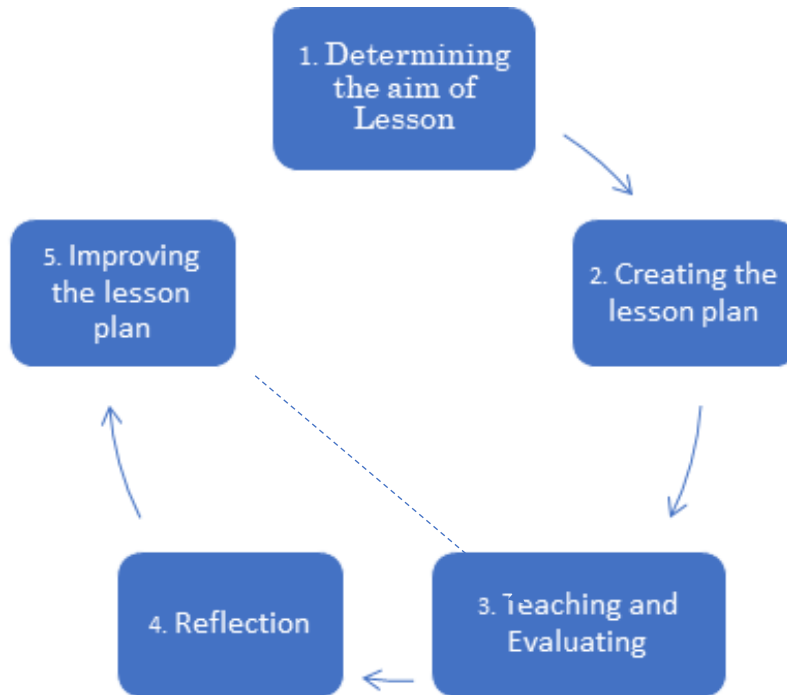 1. Determining
the aim of
Lesson
2. Creating the
lesson plan
3. Teaching and
Evaluating
4. Reflection
5. Improving
the lesson
plan